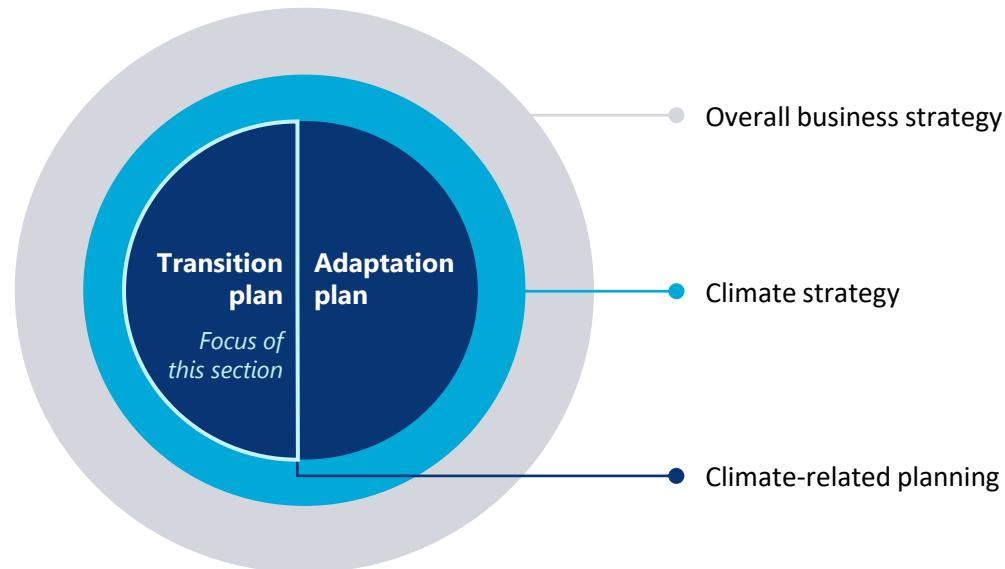 Overall business strategy
Transition
plan
Adaptation
plan
Focus of
this section
Climate strategy
Climate-related planning